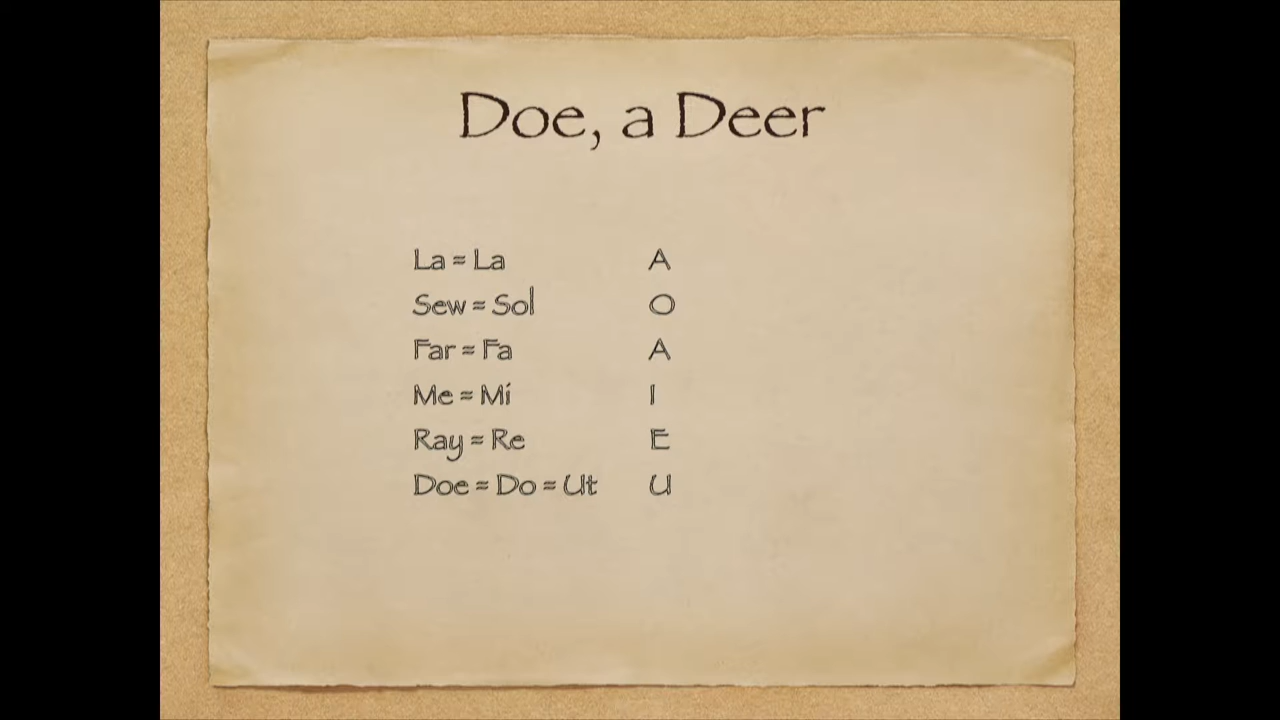 Doe, a Deer
La = La A
Sew = Sol O
Far = Fa A
Me = Mi I
Ray = Re E
Doe = Do = Ut U